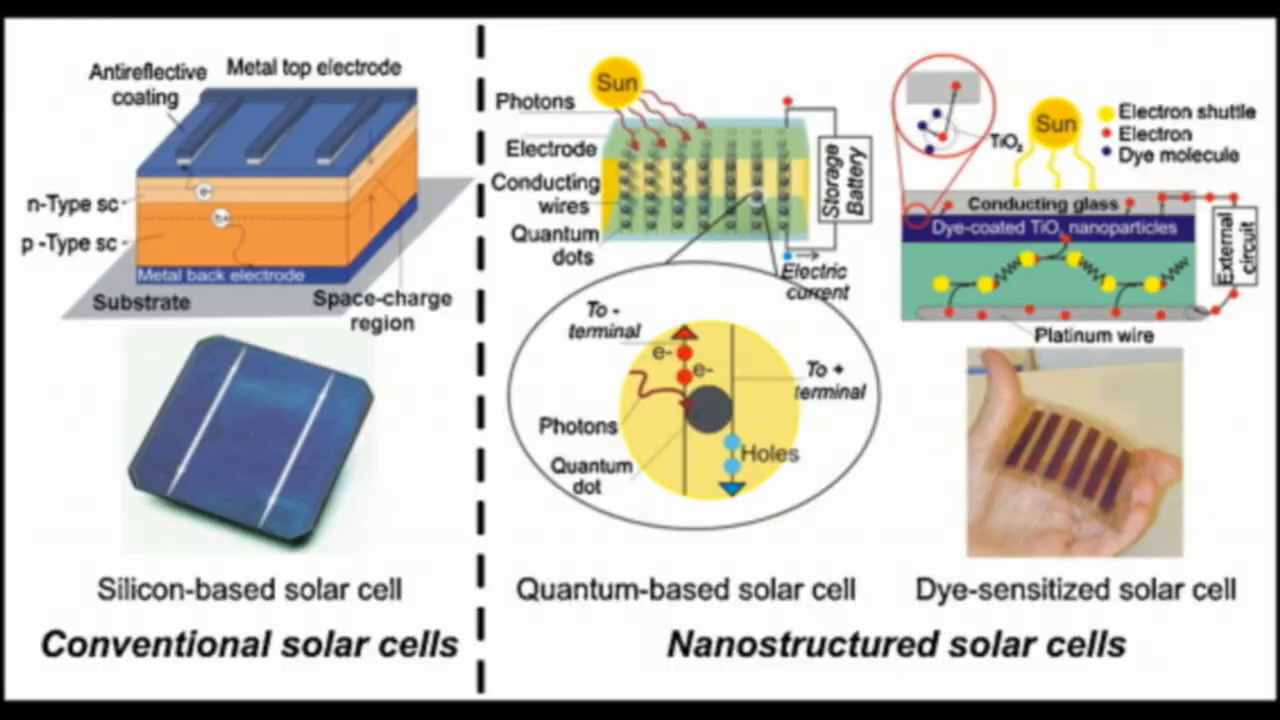 Antireflective
coating
Metal top electrode
e-
h+
n-Type sc
p -Type sc
Metal back electrode
Substrate
Space-charge
region
Silicon-based solar cell
Conventional solar cells
Sun
Photons
Electrode
Conducting
wires
Quantum
dots
Storage
Battery
Electric
current
To -
terminal
e-
e-
To +
terminal
Photons
Quantum
dot
Holes
Quantum-based solar cell
TiO₂
Sun
Electron shuttle
Electron
Dye molecule
Conducting glass
Dye-coated TiO₂ nanoparticles
External
circuit
Platinum wire
Dye-sensitized solar cell
Nanostructured solar cells